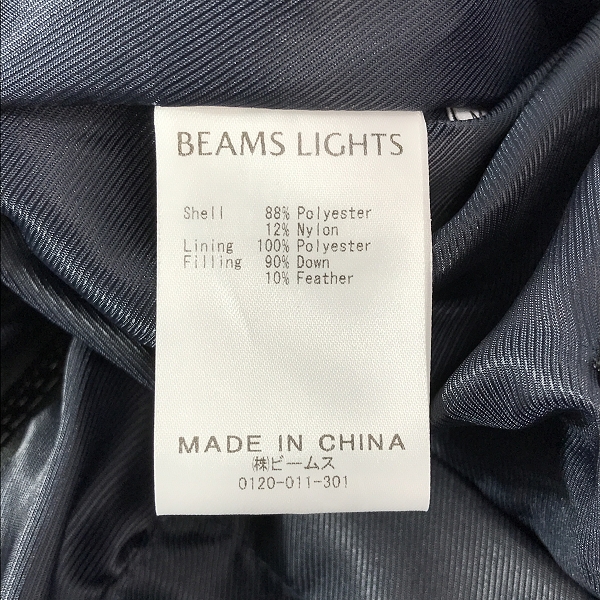 BEAMS LIGHTS
Shell 88% Polyester
12% Nylon
Lining 100% Polyester
Filling 90% Down
10% Feather
MADE IN CHINA
㈱ビームス
0120-011-301